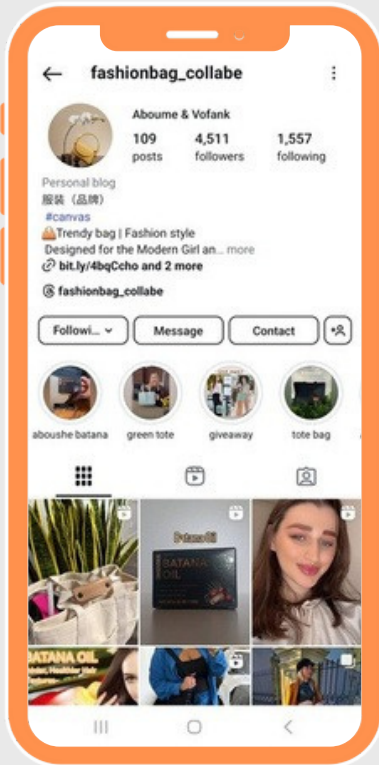 fashionbag_collabe
Aboume & Vofank
109 4,511 1,557
posts followers following
Personal blog
服装（品牌）
#canvas
👜Trendy bag | Fashion style
Designed for the Modern Girl an... more
bit.ly/4bqCcho and 2 more
fashionbag_collabe
Followi... Message Contact
aboushe batana green tote giveaway tote bag
Batana Oil
BATANA
OIL
BATANA OIL